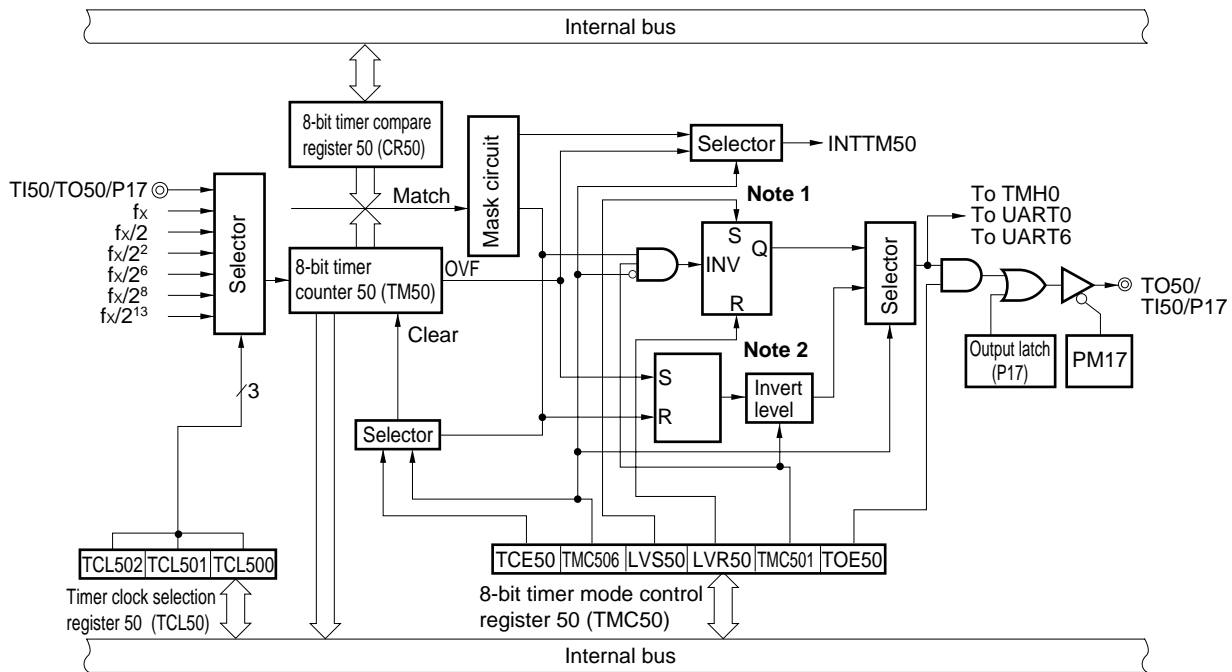 Internal bus
8-bit timer compare
register 50 (CR50)
Mask circuit
Selector
INTTM50
TI50/TO50/P17
fX
fX/2
fX/2²
fX/2⁶
fX/2⁸
fX/2¹³
Selector
Match
Note 1
To TMH0
To UART0
To UART6
8-bit timer
counter 50 (TM50)
OVF
S
Q
INV
R
Selector
TO50/
TI50/P17
Clear
Note 2
Output latch
(P17)
PM17
3
S
R
Invert
level
Selector
TCL502 TCL501 TCL500
TCE50 TMC506 LVS50 LVR50 TMC501 TOE50
Timer clock selection
register 50 (TCL50)
8-bit timer mode control
register 50 (TMC50)
Internal bus